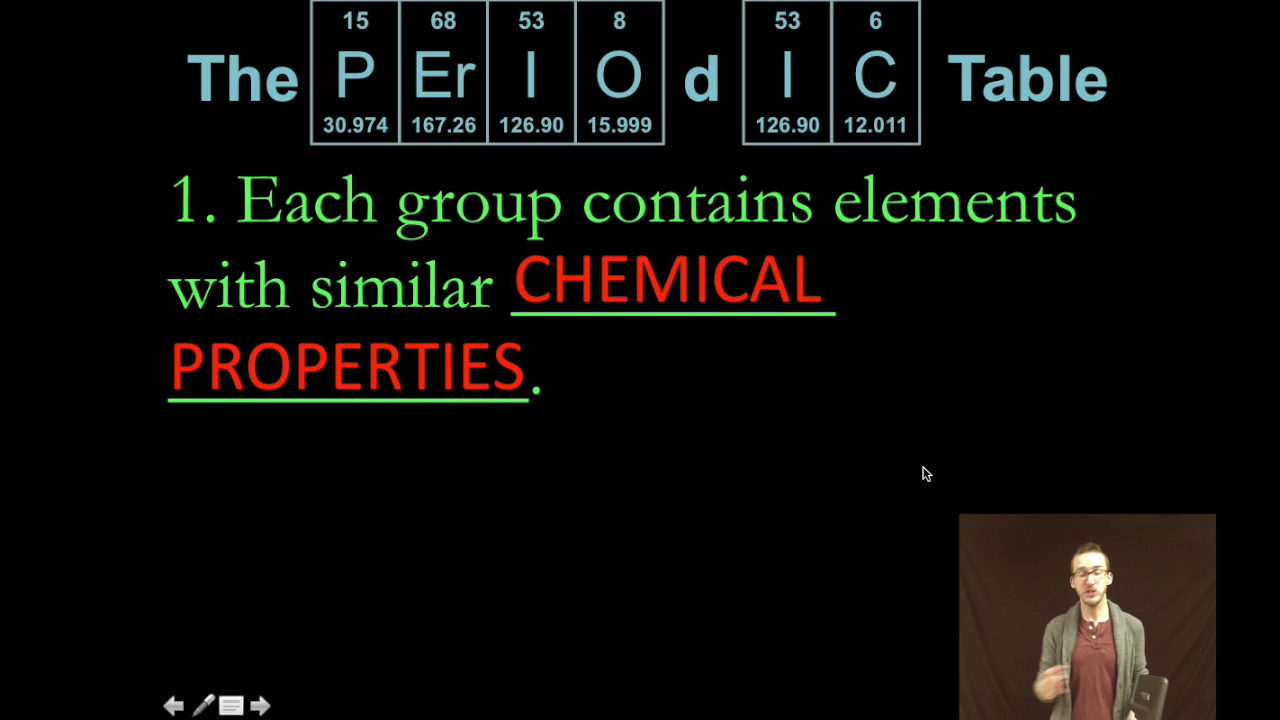 15 68 53 8 53 6
The P Er I O d I C Table
30.974 167.26 126.90 15.999 126.90 12.011
1. Each group contains elements
with similar CHEMICAL
PROPERTIES.